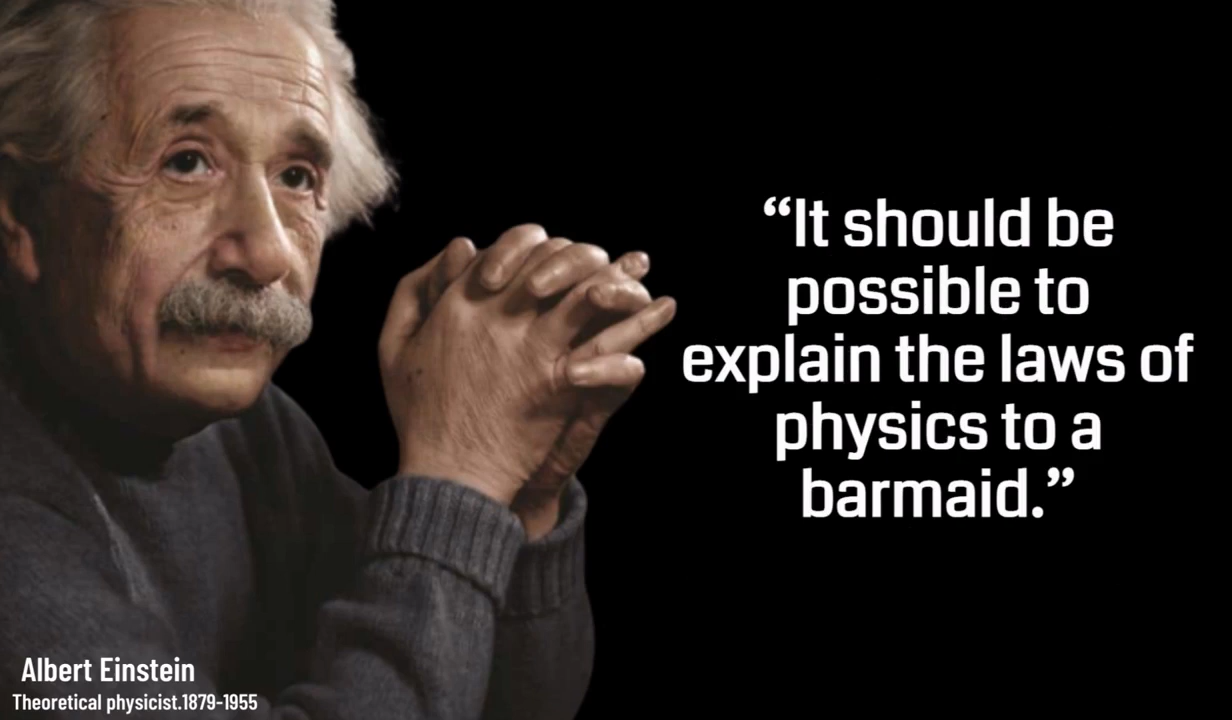 “It should be
possible to
explain the laws of
physics to a
barmaid.”
Albert Einstein
Theoretical physicist.1879-1955